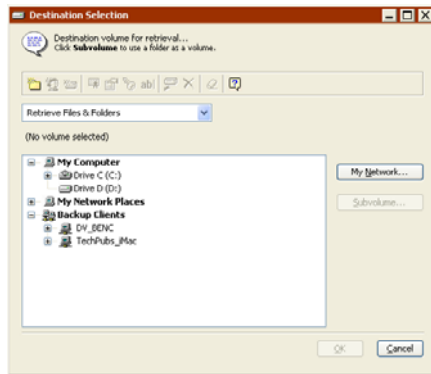 Destination Selection
Destination volume for retrieval...
Click Subvolume to use a folder as a volume.
ab|
Retrieve Files & Folders
(No volume selected)
My Computer
Drive C (C:)
Drive D (D:)
My Network Places
Backup Clients
DV_BENC
TechPubs_iMac
My Network...
Subvolume...
OK
Cancel